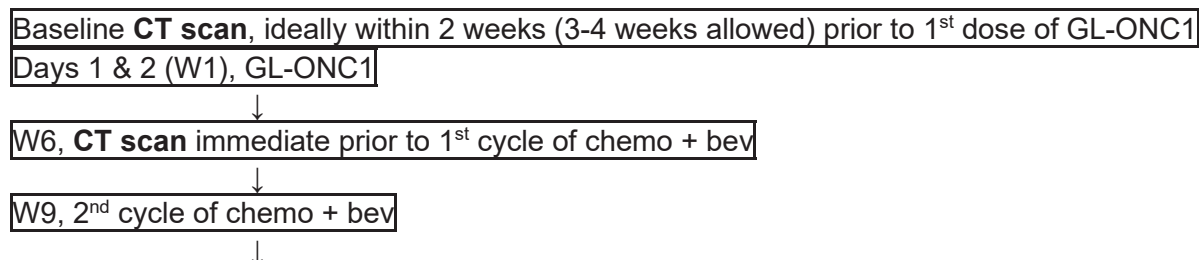 Baseline CT scan, ideally within 2 weeks (3-4 weeks allowed) prior to 1st dose of GL-ONC1
Days 1 & 2 (W1), GL-ONC1
↓
W6, CT scan immediate prior to 1st cycle of chemo + bev
↓
W9, 2nd cycle of chemo + bev
↓